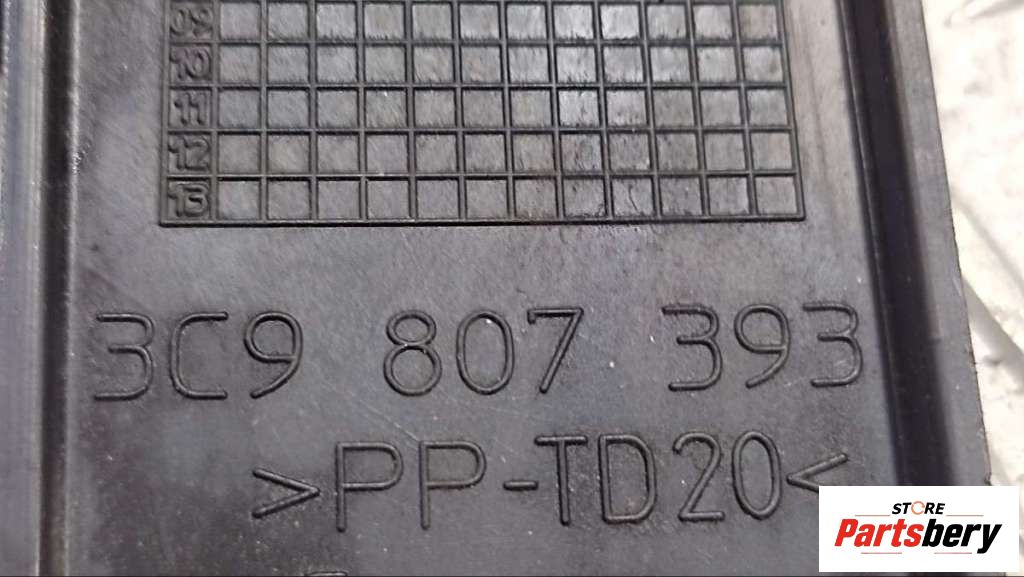 09
10
11
12
13
3C9 807 393
>PP-TD20<
STORE
Partsbery